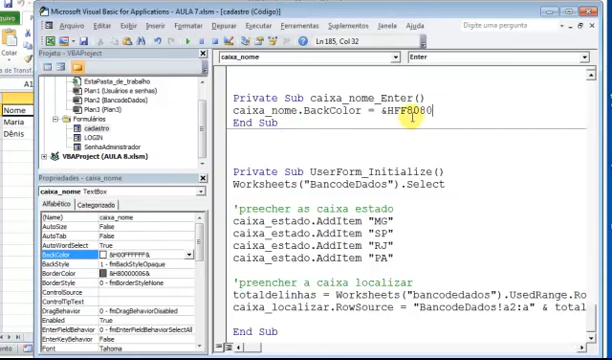 Microsoft Visual Basic for Applications - AULA 7.xlsm - [cadastro (Código)]
Arquivo Editar Exibir Inserir Formatar Depurar Executar Ferramentas Suplementos
Janela Ajuda
Digite uma pergunta
Ln 185, Col 32
Projeto - VBAProject
EstaPasta_de_trabalho
Plan1 (Usuários e senhas)
Plan2 (BancodeDados)
Plan3 (Plan3)
Formulários
cadastro
LOGIN
VBAProject (AULA 8.xlsm)
Colar
A1
Nome
Maria
Dênis
Propriedades - caixa_nome
caixa_nome TextBox
Alfabético Categorizado
(Name) caixa_nome
AutoSize False
AutoTab False
AutoWordSelect True
BackColor &H00FFFFFF&
BackStyle 1 - fmBackStyleOpaque
BorderColor &H80000006&
BorderStyle 0 - fmBorderStyleNone
ControlSource
ControlTipText
DragBehavior 0 - fmDragBehaviorDisabled
Enabled True
EnterFieldBehavior 0 - fmEnterFieldBehaviorSelectAll
EnterKeyBehavior False
Font Tahoma
caixa_nome Enter
Private Sub caixa_nome_Enter()
caixa_nome.BackColor = &HFF8080
End Sub
Private Sub UserForm_Initialize()
Worksheets("BancodeDados").Select
'preecher as caixa estado
caixa_estado.AddItem "MG"
caixa_estado.AddItem "SP"
caixa_estado.AddItem "RJ"
caixa_estado.AddItem "PA"
'preencher a caixa localizar
totaldelinhas = Worksheets("bancodedados").UsedRange.Ro
caixa_localizar.RowSource = "BancoDeDados!a2:a" & total
End Sub